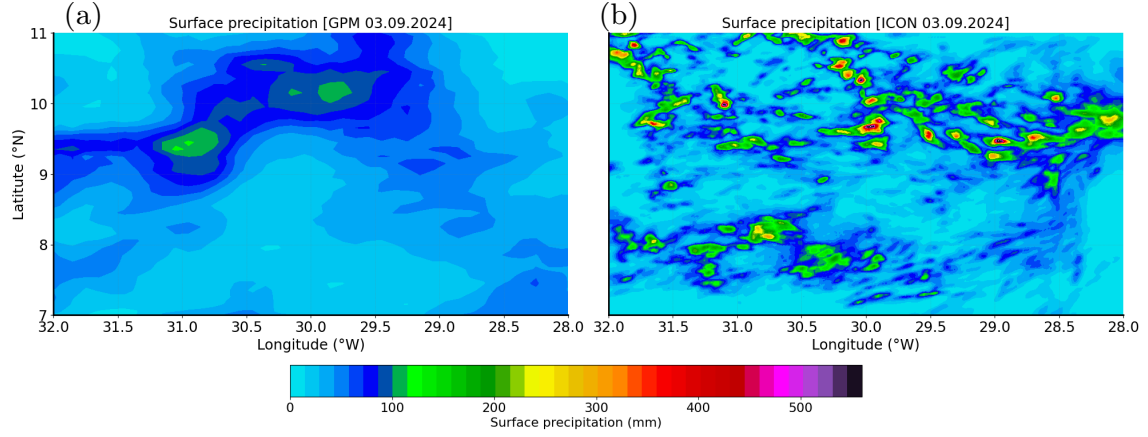 (a)
Surface precipitation [GPM 03.09.2024]
(b)
Surface precipitation [ICON 03.09.2024]
Latitute (°N)
11
10
9
8
7
32.0 31.5 31.0 30.5 30.0 29.5 29.0 28.5 28.0
32.0 31.5 31.0 30.5 30.0 29.5 29.0 28.5 28.0
Longitude (°W)
Longitude (°W)
0 100 200 300 400 500
Surface precipitation (mm)